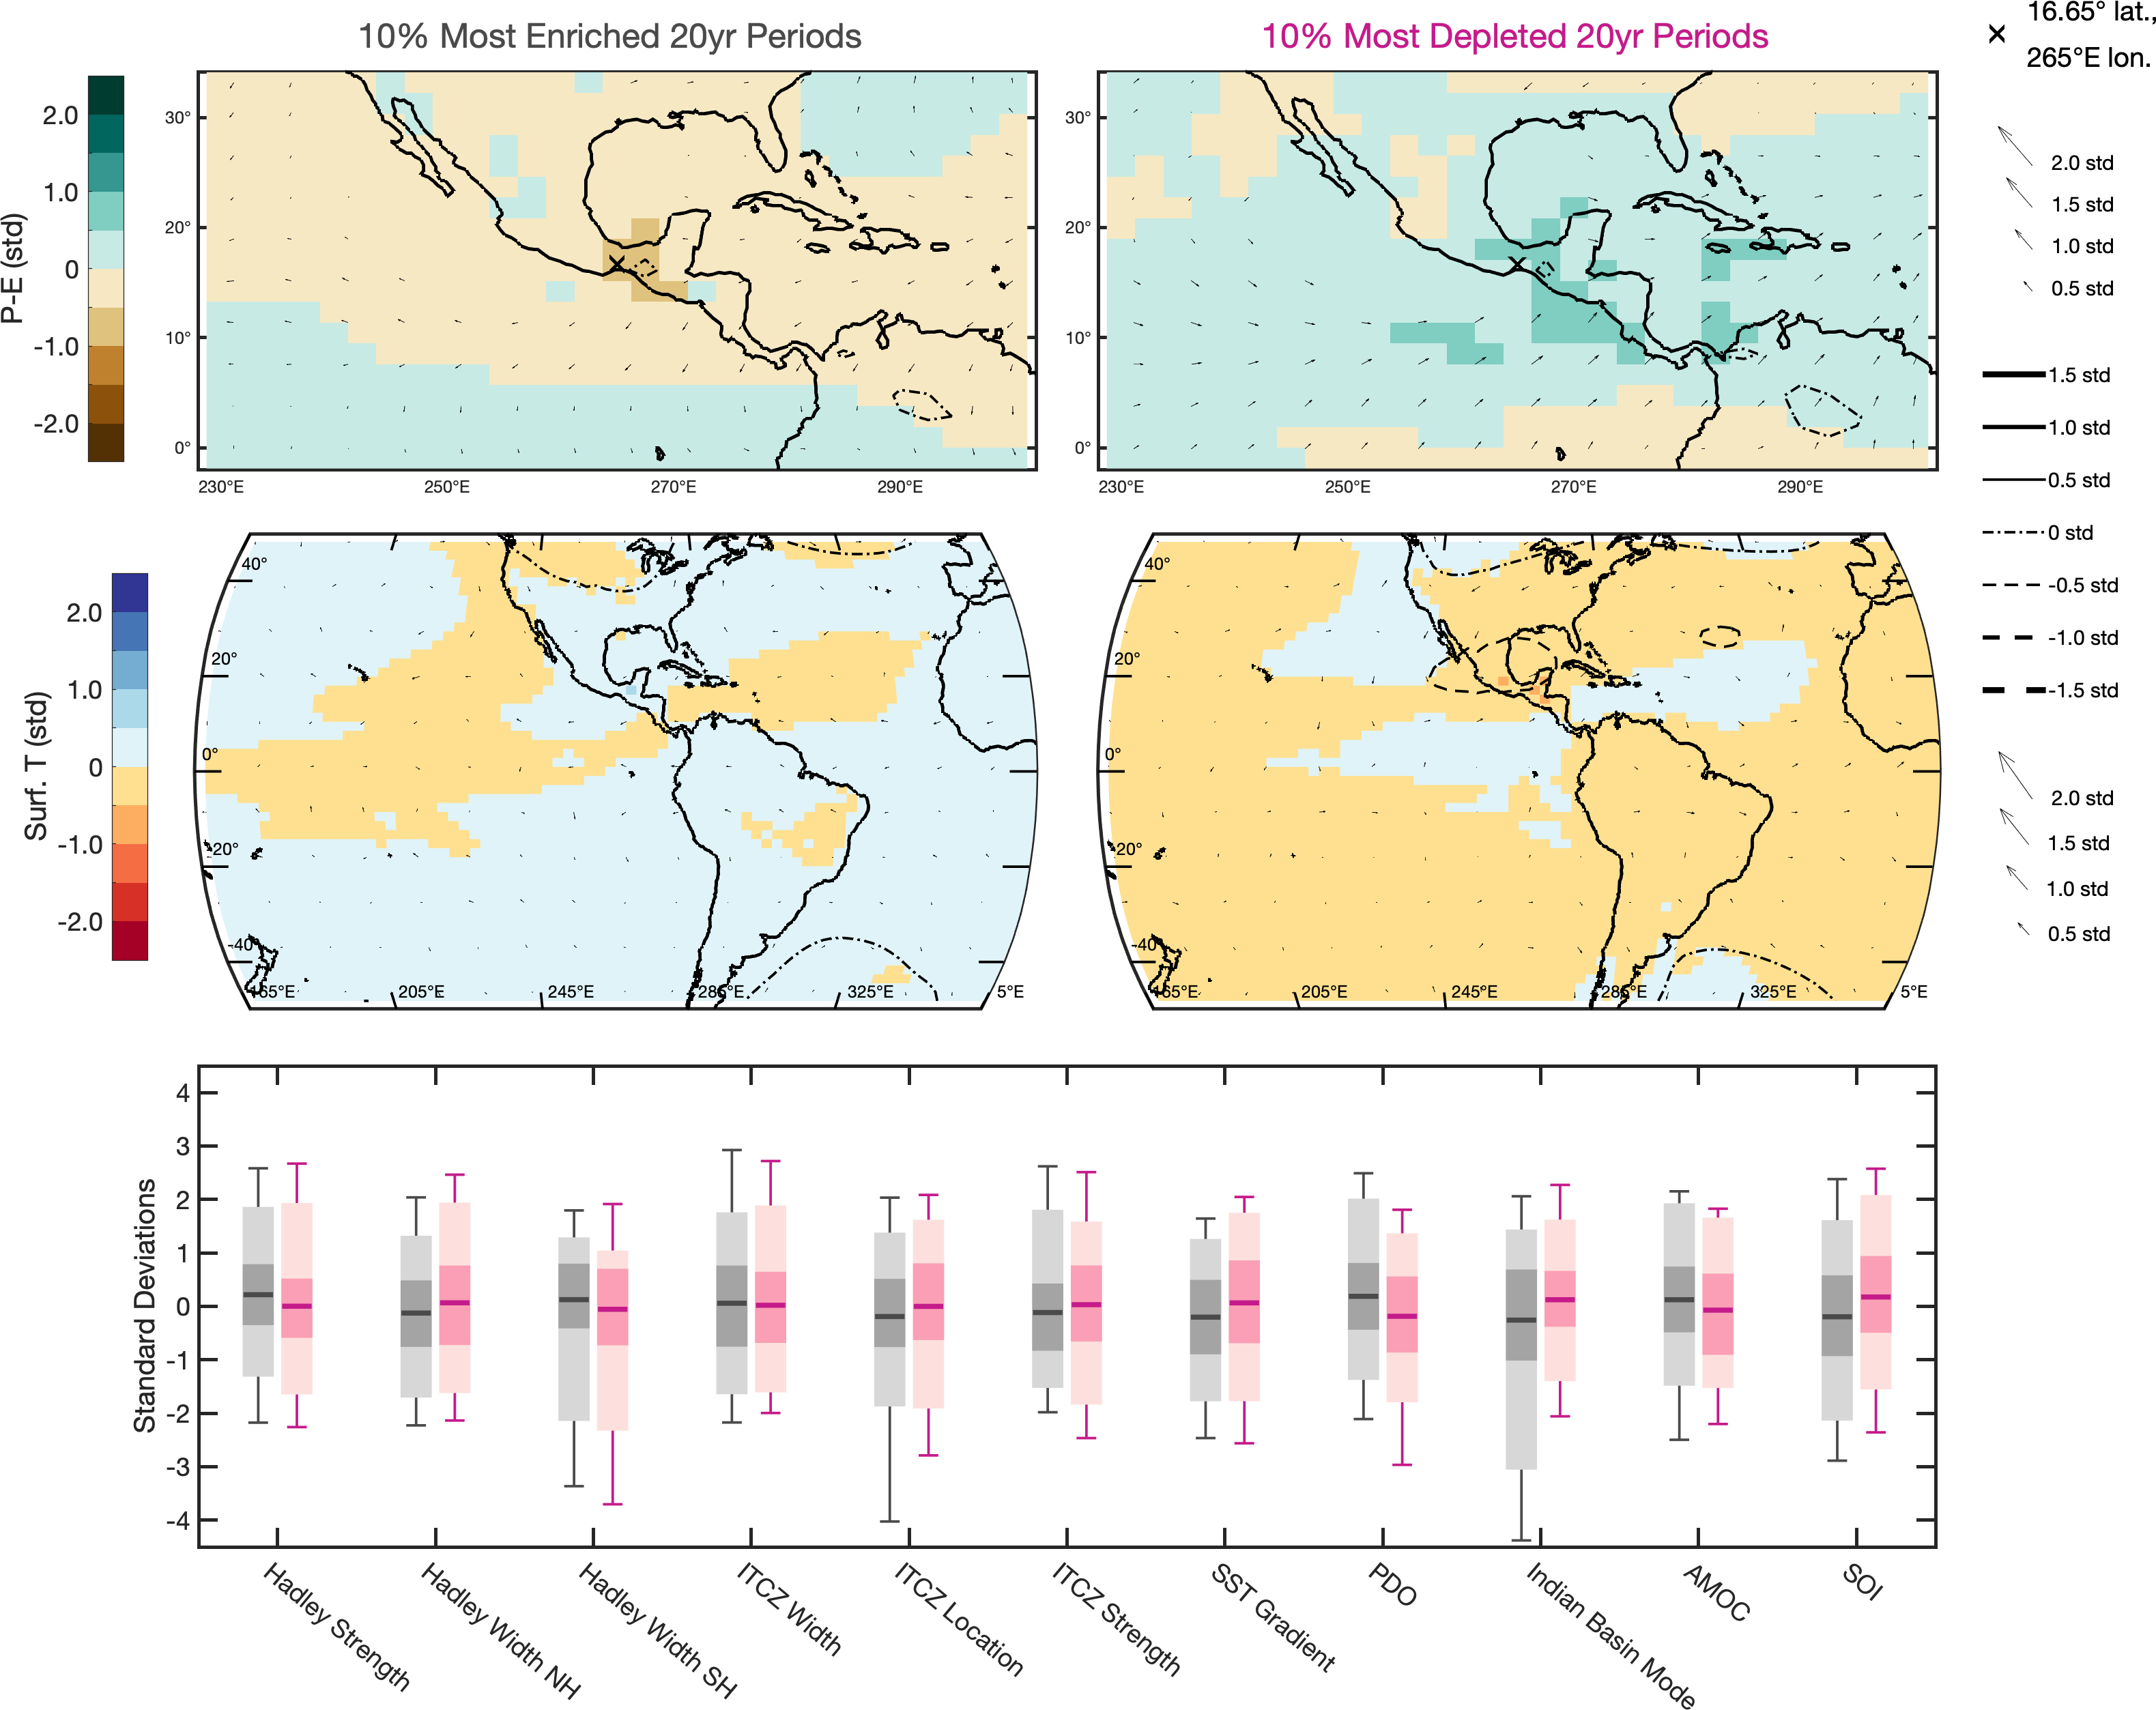 10% Most Enriched 20yr Periods
10% Most Depleted 20yr Periods
16.65° lat.,
265°E lon.
P-E (std)
2.0
1.0
0
-1.0
-2.0
30°
20°
10°
0°
230°E 250°E 270°E 290°E
30°
20°
10°
0°
230°E 250°E 270°E 290°E
2.0 std
1.5 std
1.0 std
0.5 std
1.5 std
1.0 std
0.5 std
0 std
-0.5 std
-1.0 std
-1.5 std
2.0 std
1.5 std
1.0 std
0.5 std
Surf. T (std)
2.0
1.0
0
-1.0
-2.0
40°
20°
0°
-20°
-40°
165°E 205°E 245°E 285°E 325°E 5°E
40°
20°
0°
-20°
-40°
165°E 205°E 245°E 285°E 325°E 5°E
Standard Deviations
4
3
2
1
0
-1
-2
-3
-4
Hadley Strength
Hadley Width NH
Hadley Width SH
ITCZ Width
ITCZ Location
ITCZ Strength
SST Gradient
PDO
Indian Basin Mode
AMOC
SOI